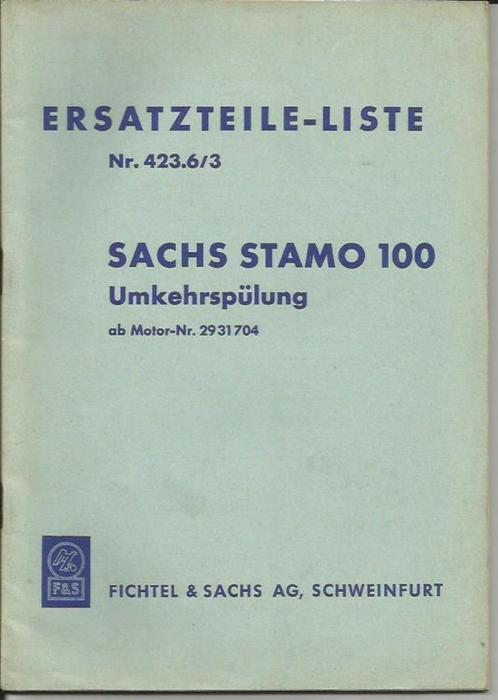 ERSATZTEILE-LISTE
Nr. 423.6/3
SACHS STAMO 100
Umkehrspülung
ab Motor-Nr. 2931704
F&S
FICHTEL & SACHS AG, SCHWEINFURT